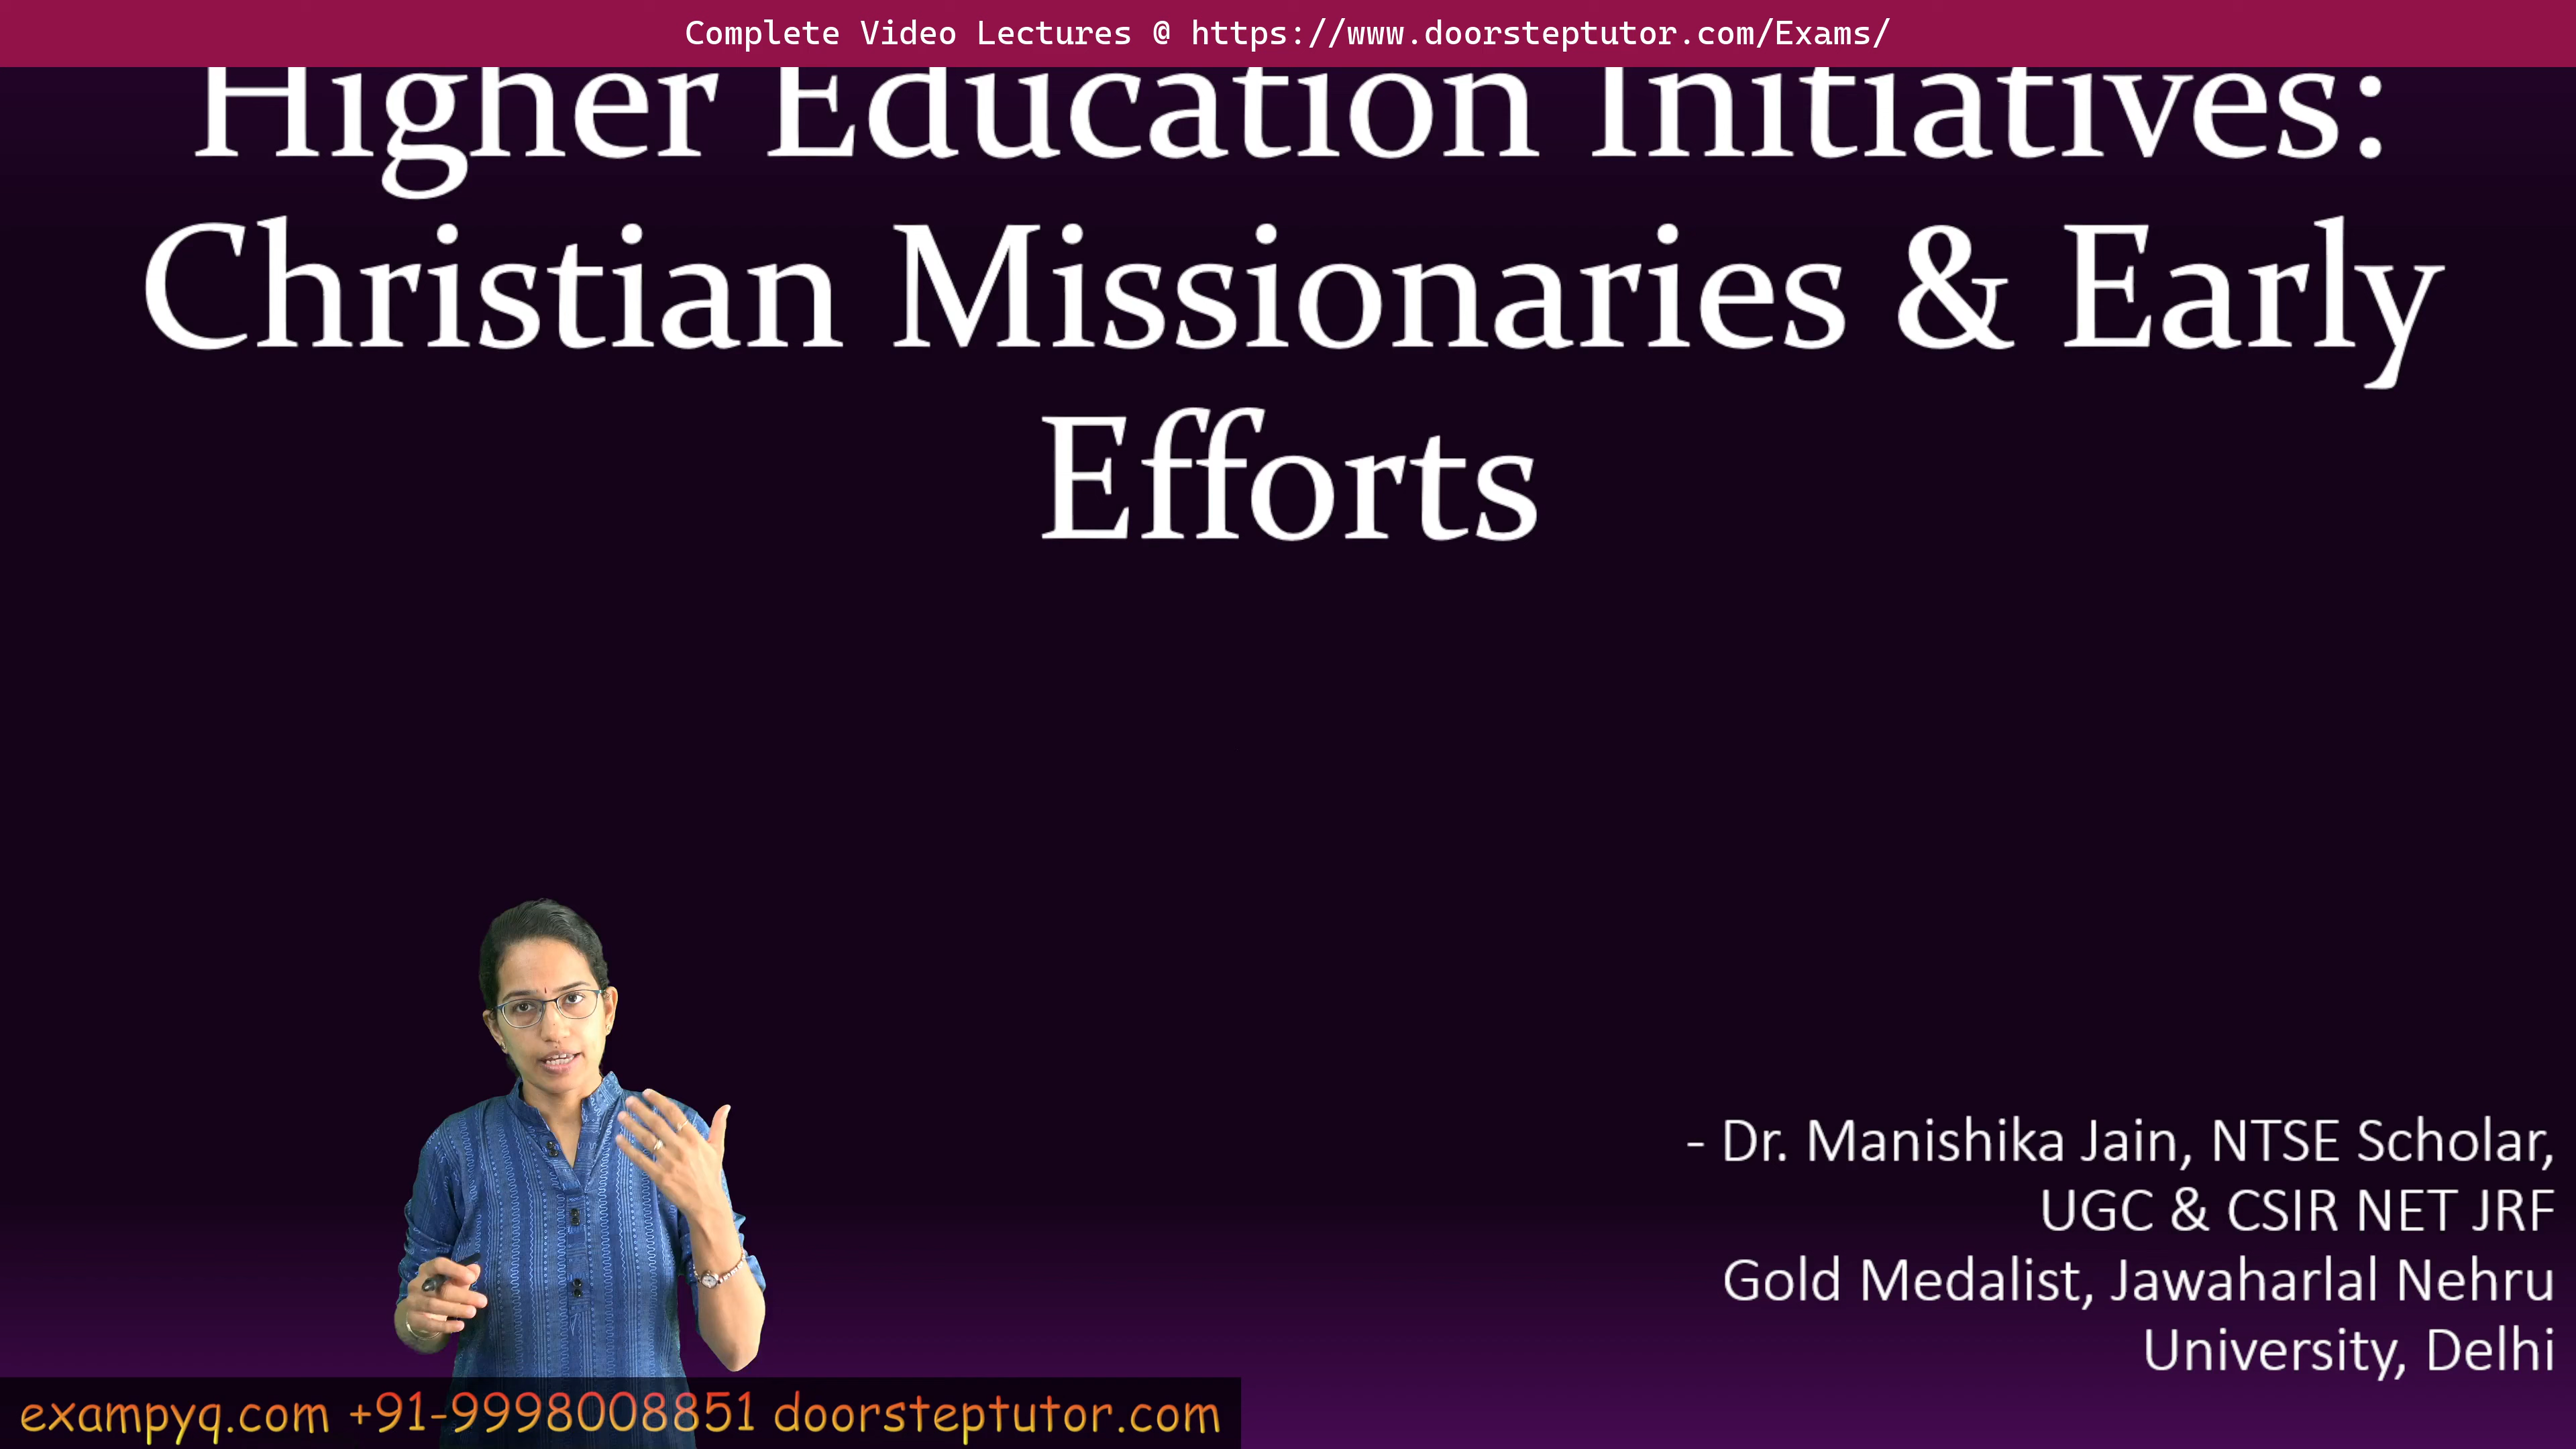 Complete Video Lectures @ https://www.doorsteptutor.com/Exams/
Higher Education Initiatives:
Christian Missionaries & Early
Efforts
- Dr. Manishika Jain, NTSE Scholar,
UGC & CSIR NET JRF
Gold Medalist, Jawaharlal Nehru
University, Delhi
exampyq.com +91-9998008851 doorsteptutor.com